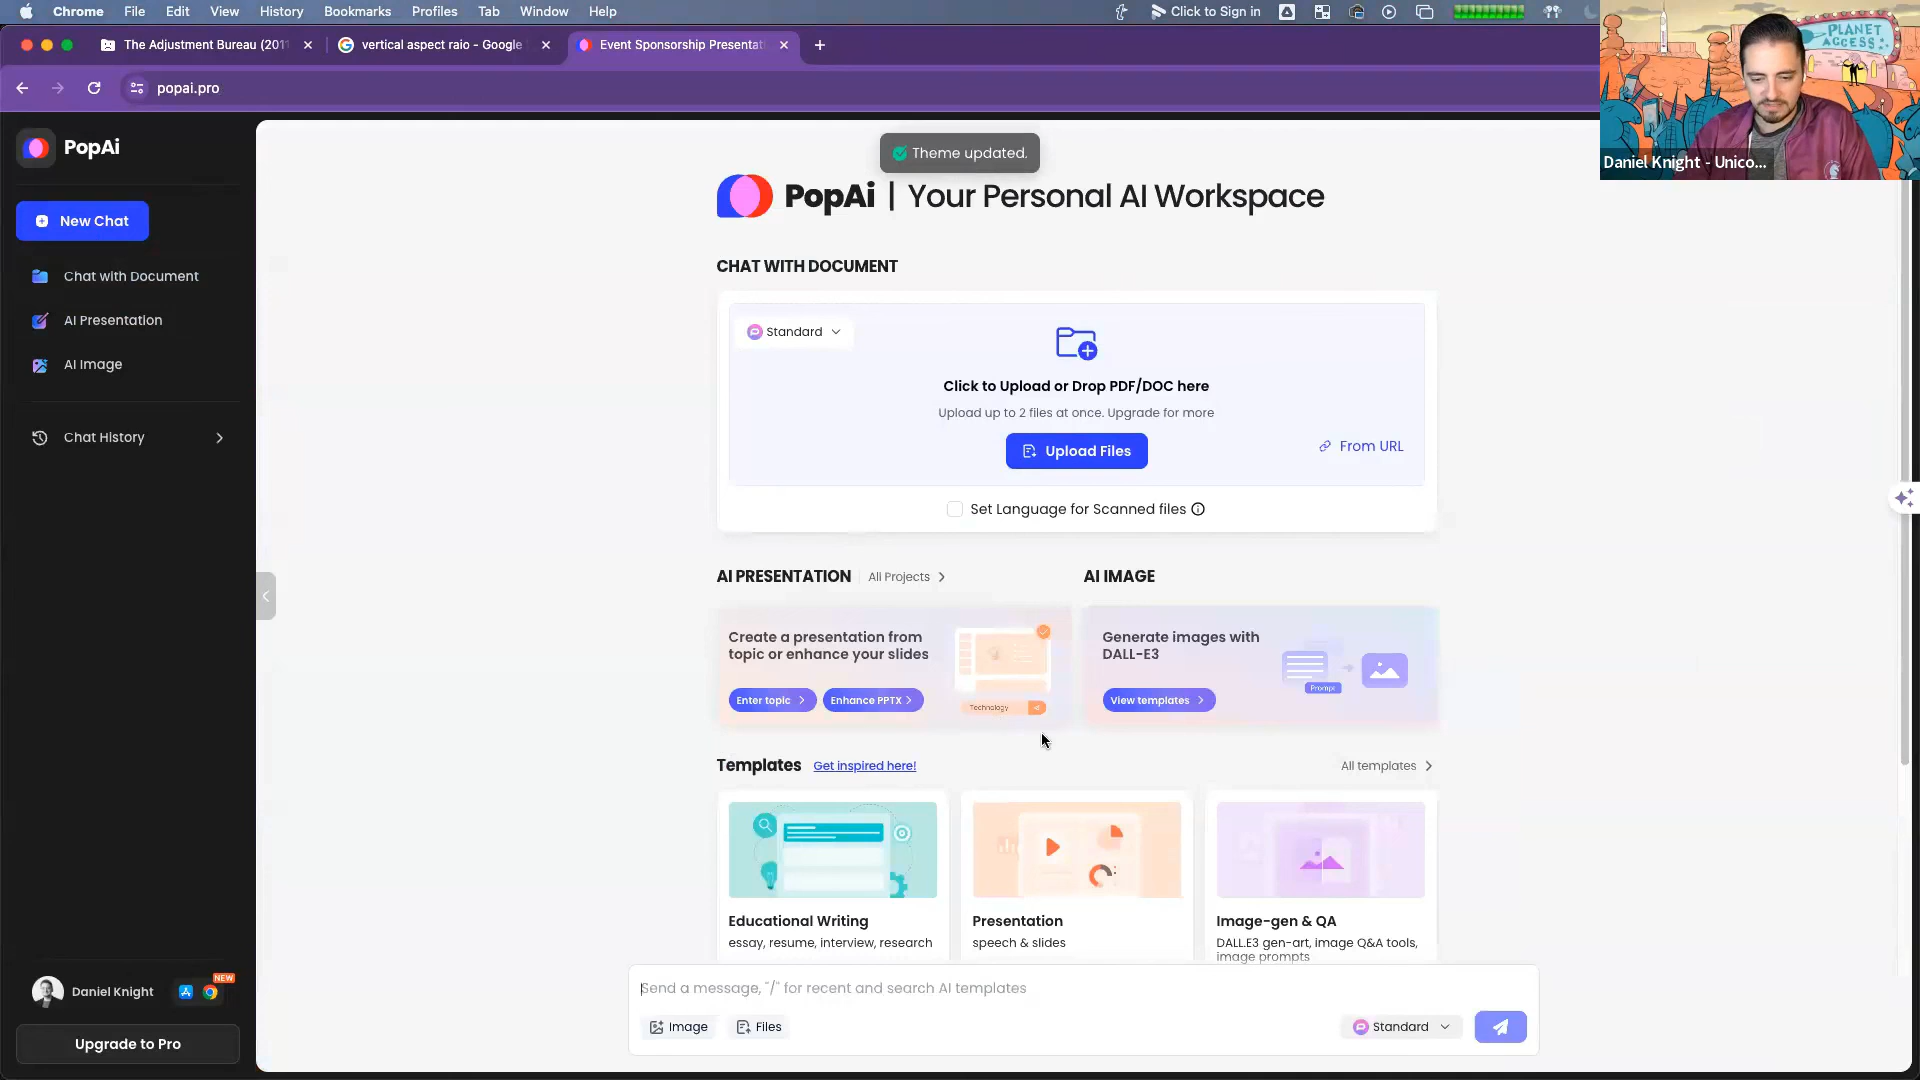 Chrome File Edit View History Bookmarks Profiles Tab Window Help
Click to Sign in
The Adjustment Bureau (201
vertical aspect raio - Google
Event Sponsorship Presentat
popai.pro
PLANET ACCESS
Daniel Knight - Unico...
PopAi
New Chat
Chat with Document
AI Presentation
AI Image
Chat History
Theme updated.
PopAi | Your Personal AI Workspace
CHAT WITH DOCUMENT
Standard
Click to Upload or Drop PDF/DOC here
Upload up to 2 files at once. Upgrade for more
Upload Files
From URL
Set Language for Scanned files
AI PRESENTATION
All Projects
Create a presentation from
topic or enhance your slides
Enter topic
Enhance PPTX
Technology
AI IMAGE
Generate images with
DALL-E3
View templates
Prompt
Templates
Get inspired here!
All templates
Educational Writing
essay, resume, interview, research
Presentation
speech & slides
Image-gen & QA
DALL.E3 gen-art, image Q&A tools,
image prompts
Send a message, "/" for recent and search AI templates
Image
Files
Standard
Daniel Knight
NEW
Upgrade to Pro